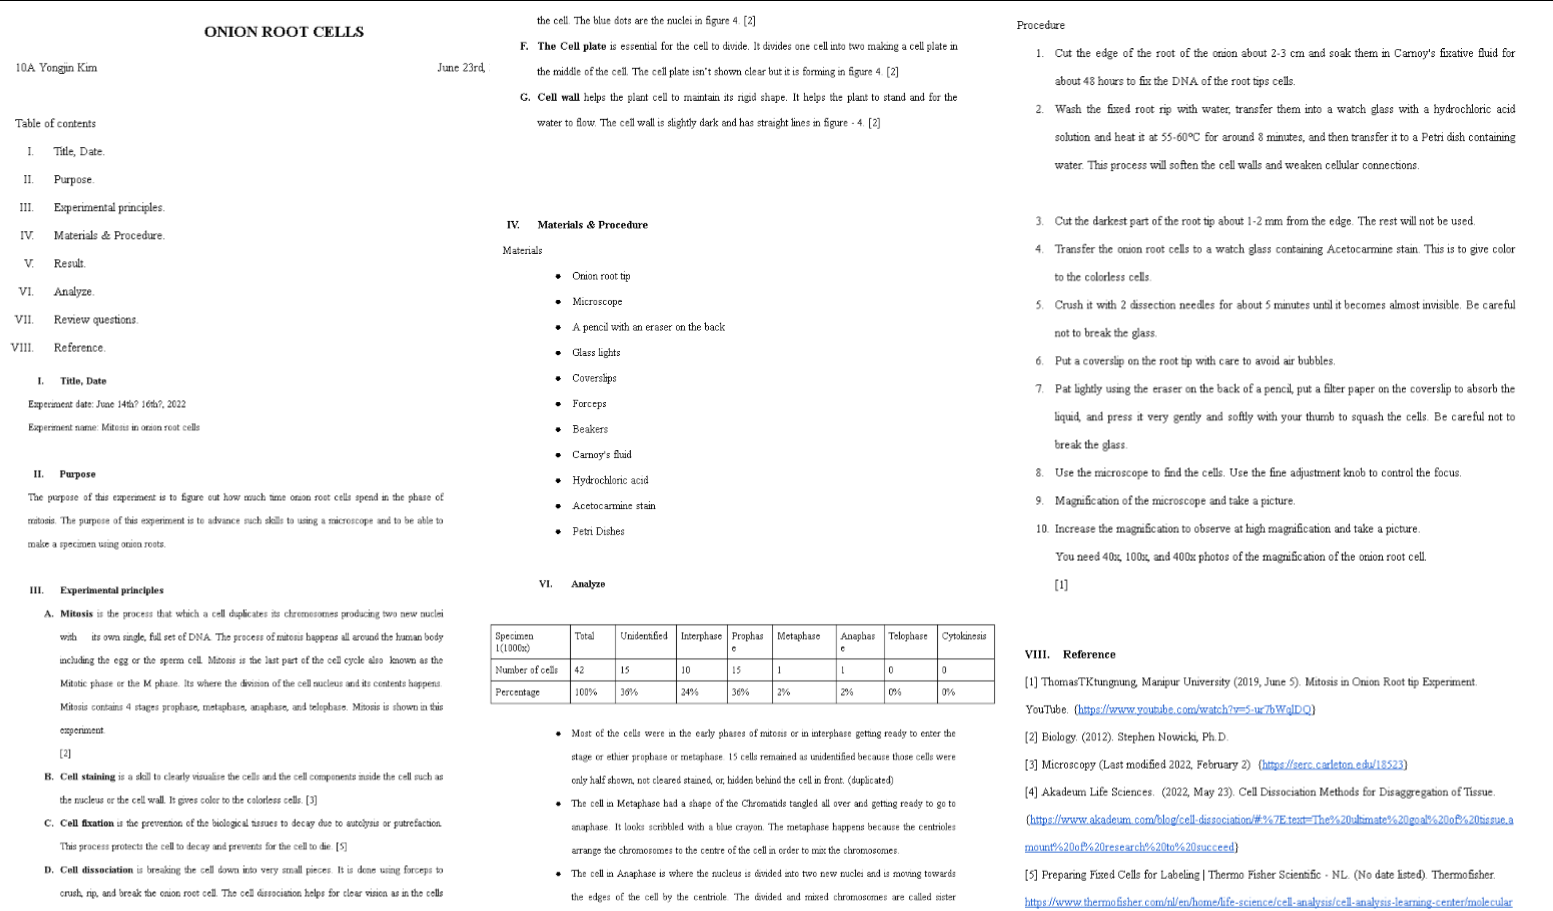 ONION ROOT CELLS
10A Yongjin Kim June 23rd,
Table of contents
I. Title, Date.
II. Purpose.
III. Experimental principles.
IV. Materials & Procedure.
V. Result.
VI. Analyze.
VII. Review questions.
VIII. Reference.
I. Title, Date
Experiment date: June 14th? 16th?, 2022
Experiment name: Mitosis in onion root cells
II. Purpose
The purpose of this experiment is to figure out how much time onion root cells spend in the phase of
mitosis. The purpose of this experiment is to advance such skills to using a microscope and to be able to
make a specimen using onion roots.
III. Experimental principles
A. Mitosis is the process that which a cell duplicates its chromosomes producing two new nuclei
with its own single, full set of DNA. The process of mitosis happens all around the human body
including the egg or the sperm cell. Mitosis is the last part of the cell cycle also known as the
Mitotic phase or the M phase. Its where the division of the cell nucleus and its contents happens.
Mitosis contains 4 stages prophase, metaphase, anaphase, and telophase. Mitosis is shown in this
experiment.
[2]
B. Cell staining is a skill to clearly visualise the cells and the cell components inside the cell such as
the nucleus or the cell wall. It gives color to the colorless cells. [3]
C. Cell fixation is the prevention of the biological tissues to decay due to autolysis or putrefaction.
This process protects the cell to decay and prevents for the cell to die. [5]
D. Cell dissociation is breaking the cell down into very small pieces. It is done using forceps to
crush, rip, and break the onion root cell. The cell dissociation helps for clear vision as in the cells
the cell. The blue dots are the nuclei in figure 4. [2]
F. The Cell plate is essential for the cell to divide. It divides one cell into two making a cell plate in
the middle of the cell. The cell plate isn't shown clear but it is forming in figure 4. [2]
G. Cell wall helps the plant cell to maintain its rigid shape. It helps the plant to stand and for the
water to flow. The cell wall is slightly dark and has straight lines in figure - 4. [2]
IV. Materials & Procedure
Materials
● Onion root tip
● Microscope
● A pencil with an eraser on the back
● Glass lights
● Coverslips
● Forceps
● Beakers
● Carnoy's fluid
● Hydrochloric acid
● Acetocarmine stain
● Petri Dishes
VI. Analyze
Specimen 1(1000x) Total Unidentified Interphase Prophase Metaphase Anaphase Telophase Cytokinesis
Number of cells 42 15 10 15 1 1 0 0
Percentage 100% 36% 24% 36% 2% 2% 0% 0%
● Most of the cells were in the early phases of mitosis or in interphase getting ready to enter the
stage or ethier prophase or metaphase. 15 cells remained as unidentified because those cells were
only half shown, not cleared stained, or, hidden behind the cell in front. (duplicated)
● The cell in Metaphase had a shape of the Chromatids tangled all over and getting ready to go to
anaphase. It looks scribbled with a blue crayon. The metaphase happens because the centrioles
arrange the chromosomes to the centre of the cell in order to mix the chromosomes.
● The cell in Anaphase is where the nucleus is divided into two new nuclei and is moving towards
the edges of the cell by the centriole. The divided and mixed chromosomes are called sister
Procedure
1. Cut the edge of the root of the onion about 2-3 cm and soak them in Carnoy's fixative fluid for
about 48 hours to fix the DNA of the root tips cells.
2. Wash the fixed root rip with water, transfer them into a watch glass with a hydrochloric acid
solution and heat it at 55-60°C for around 8 minutes, and then transfer it to a Petri dish containing
water. This process will soften the cell walls and weaken cellular connections.
3. Cut the darkest part of the root tip about 1-2 mm from the edge. The rest will not be used.
4. Transfer the onion root cells to a watch glass containing Acetocarmine stain. This is to give color
to the colorless cells.
5. Crush it with 2 dissection needles for about 5 minutes until it becomes almost invisible. Be careful
not to break the glass.
6. Put a coverslip on the root tip with care to avoid air bubbles.
7. Pat lightly using the eraser on the back of a pencil, put a filter paper on the coverslip to absorb the
liquid, and press it very gently and softly with your thumb to squash the cells. Be careful not to
break the glass.
8. Use the microscope to find the cells. Use the fine adjustment knob to control the focus.
9. Magnification of the microscope and take a picture.
10. Increase the magnification to observe at high magnification and take a picture.
You need 40x, 100x, and 400x photos of the magnification of the onion root cell.
[1]
VIII. Reference
[1] ThomasTKtungnung, Manipur University (2019, June 5). Mitosis in Onion Root tip Experiment.
YouTube. (https://www.youtube.com/watch?v=5-ur7bWqlDQ)
[2] Biology. (2012). Stephen Nowicki, Ph.D.
[3] Microscopy (Last modified 2022, February 2) (https://serc.carleton.edu/18523)
[4] Akadeum Life Sciences. (2022, May 23). Cell Dissociation Methods for Disaggregation of Tissue.
(https://www.akadeum.com/blog/cell-dissociation/#%7E:text=The%20ultimate%20goal%20of%20tissue,a
mount%20of%20research%20to%20succeed)
[5] Preparing Fixed Cells for Labeling | Thermo Fisher Scientific - NL. (No date listed). Thermofisher.
https://www.thermofisher.com/nl/en/home/life-science/cell-analysis/cell-analysis-learning-center/molecular